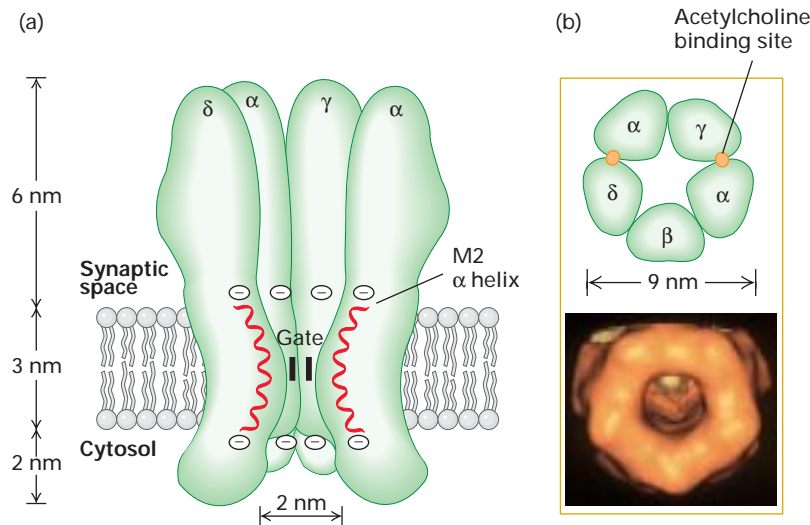 (a)
δ
α
γ
α
6 nm
Synaptic
space
M2
α helix
Gate
3 nm
Cytosol
2 nm
2 nm
− − − −
− − − −
(b)
Acetylcholine
binding site
α
γ
δ
α
β
9 nm